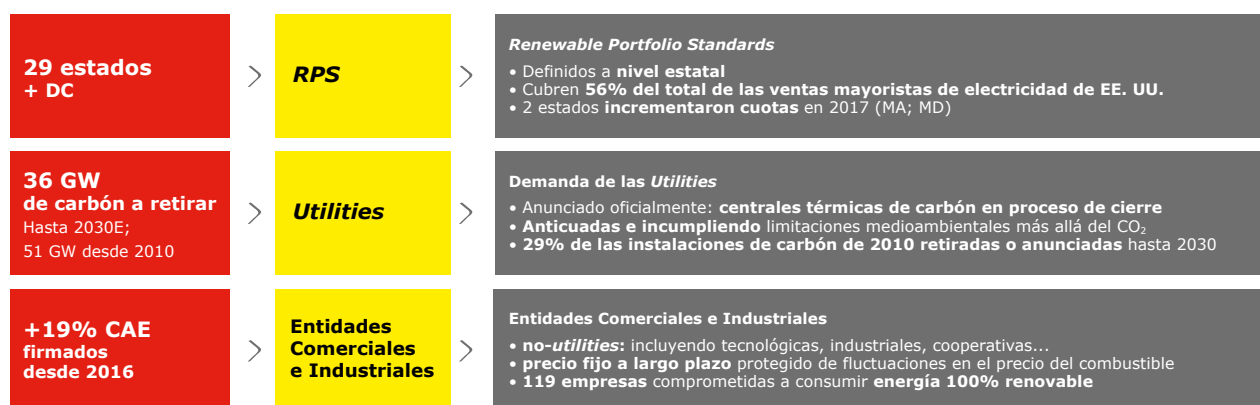 29 estados
+ DC
RPS
Renewable Portfolio Standards
• Definidos a nivel estatal
• Cubren 56% del total de las ventas mayoristas de electricidad de EE. UU.
• 2 estados incrementaron cuotas en 2017 (MA; MD)
36 GW
de carbón a retirar
Hasta 2030E;
51 GW desde 2010
Utilities
Demanda de las Utilities
• Anunciado oficialmente: centrales térmicas de carbón en proceso de cierre
• Anticuadas e incumpliendo limitaciones medioambientales más allá del CO₂
• 29% de las instalaciones de carbón de 2010 retiradas o anunciadas hasta 2030
+19% CAE
firmados
desde 2016
Entidades
Comerciales
e Industriales
Entidades Comerciales e Industriales
• no-utilities: incluyendo tecnológicas, industriales, cooperativas...
• precio fijo a largo plazo protegido de fluctuaciones en el precio del combustible
• 119 empresas comprometidas a consumir energía 100% renovable